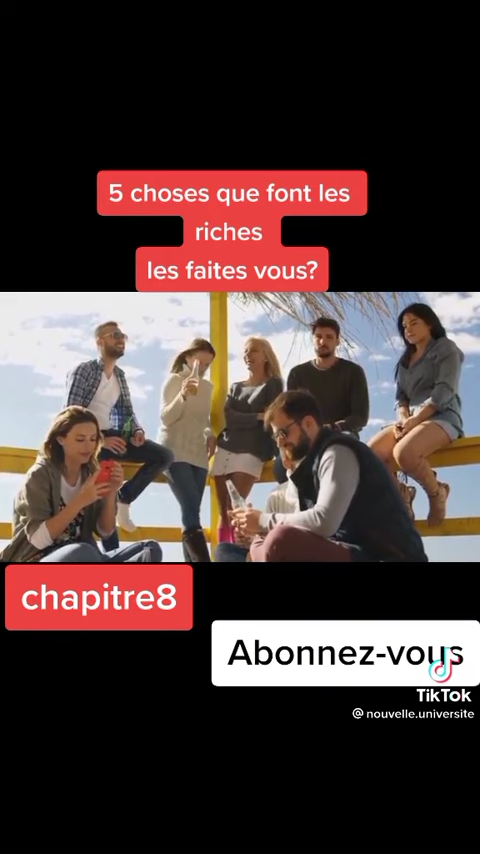 5 choses que font les
riches
les faites vous?
chapitre8
Abonnez-vous
TikTok
@nouvelle.universite